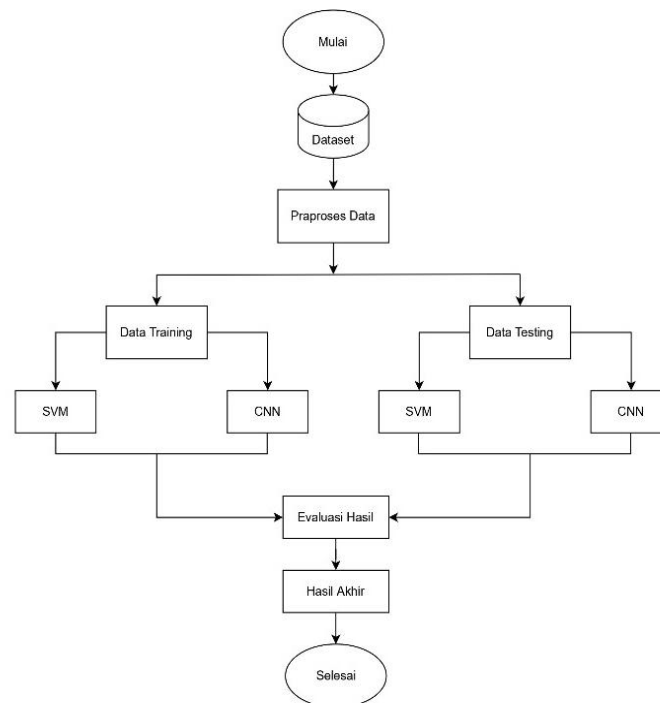 Mulai
Dataset
Praproses Data
Data Training
Data Testing
SVM
CNN
SVM
CNN
Evaluasi Hasil
Hasil Akhir
Selesai